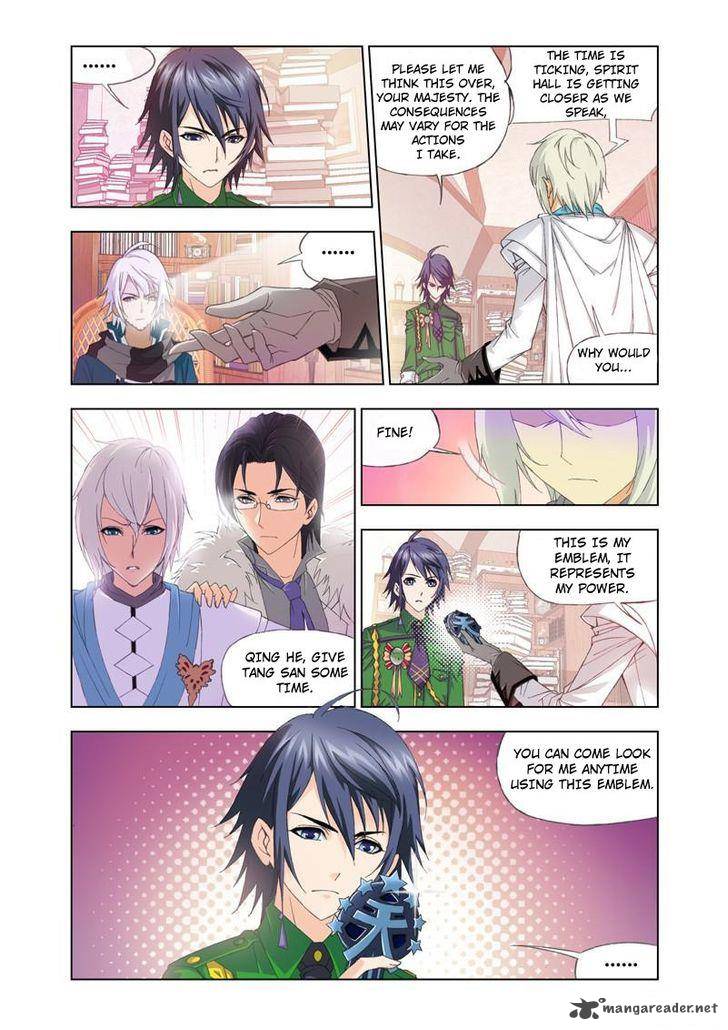 ......
PLEASE LET ME
THINK THIS OVER,
YOUR MAJESTY. THE
CONSEQUENCES
MAY VARY FOR THE
ACTIONS
I TAKE.
THE TIME IS
TICKING, SPIRIT
HALL IS GETTING
CLOSER AS WE
SPEAK,
WHY WOULD
YOU...
......
FINE!
QING HE, GIVE
TANG SAN SOME
TIME.
THIS IS MY
EMBLEM, IT
REPRESENTS
MY POWER.
天
YOU CAN COME LOOK
FOR ME ANYTIME
USING THIS EMBLEM.
天
......
mangareader.net